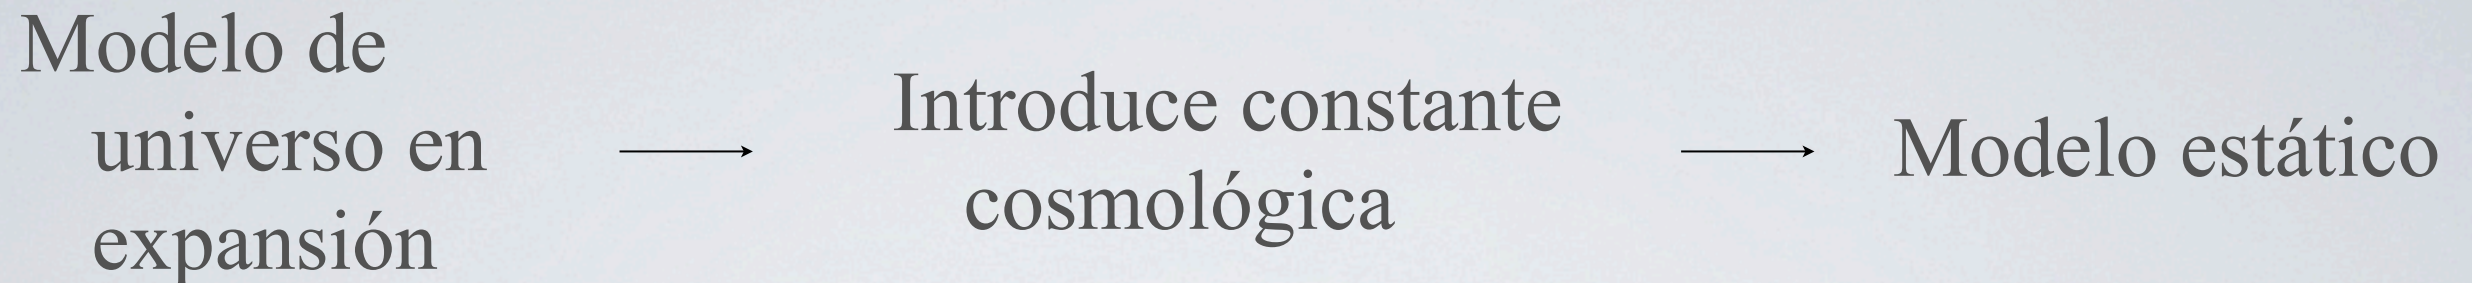 Modelo de
universo en
expansión
Introduce constante
cosmológica
Modelo estático